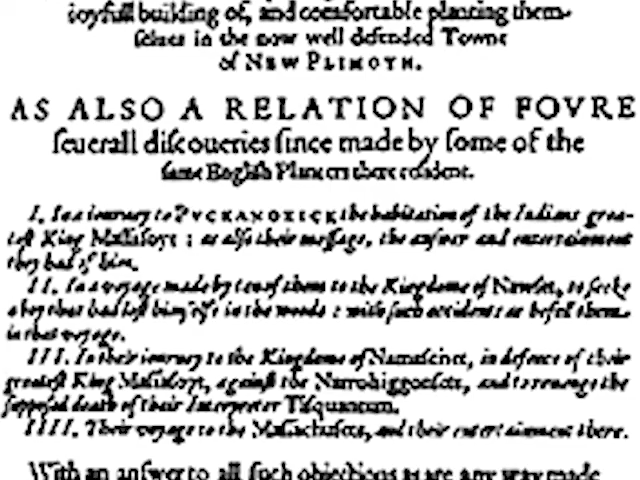 ioyfull building of, and comfortable planting them-
selues in the now well defended Towne
of NEW PLIMOTH.
AS ALSO A RELATION OF FOVRE
seuerall discoueries since made by some of the
same English Planters there resident.
I. In a iourney to PVCKANOKICK the habitation of the Indians grea-
test King Massasoyt : as also their message, the answer and entertainment
they had of him.
II. In a voyage made by ten of them to the Kingdome of Nawset, to seeke
a boy that had lost himselfe in the woods : with such accidents as befell them
in that voyage.
III. In their iourney to the Kingdome of Namaschet, in defence of their
greatest King Massasoyt, against the Narrohiggonsets, and to reuenge the
supposed death of their Interpreter Tisquantum.
IIII. Their voyage to the Massachusets, and their entertainment there.
With an answer to all such obiections as are any way made